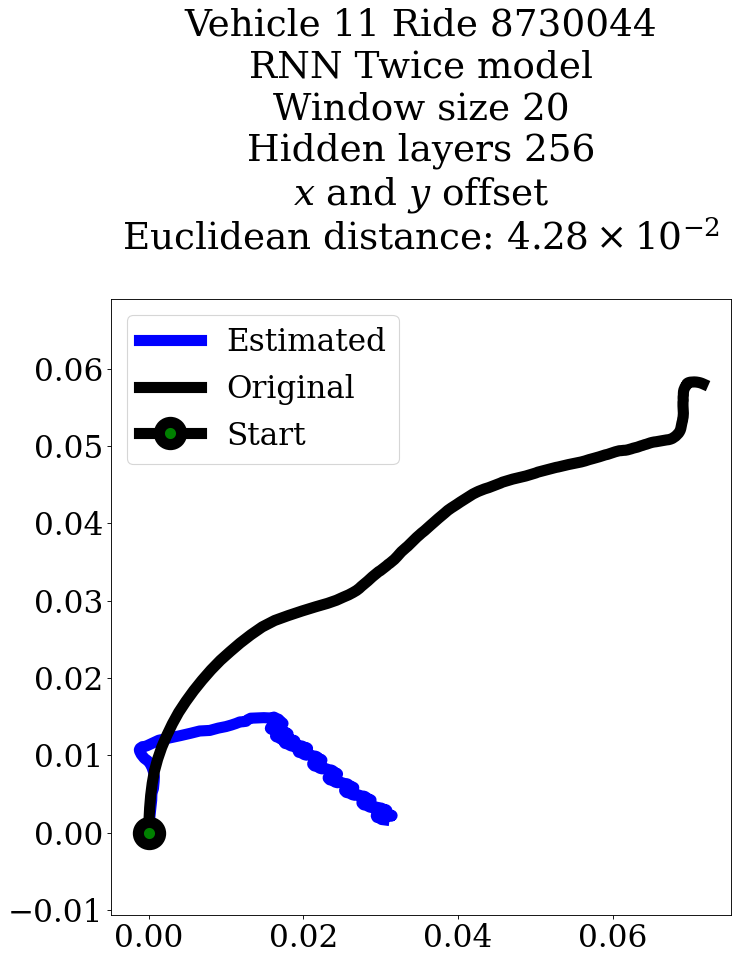 Vehicle 11 Ride 8730044
RNN Twice model
Window size 20
Hidden layers 256
x and y offset
Euclidean distance: 4.28 × 10⁻²
Estimated
Original
Start
0.06
0.05
0.04
0.03
0.02
0.01
0.00
−0.01
0.00 0.02 0.04 0.06